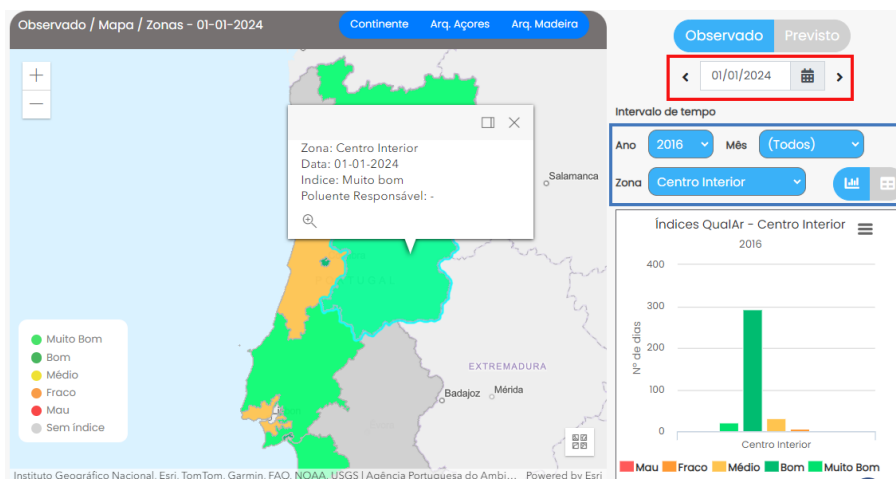 Observado / Mapa / Zonas - 01-01-2024
Continente Arq. Açores Arq. Madeira
+
−
Zona: Centro Interior
Data: 01-01-2024
Indice: Muito bom
Poluente Responsável: -
Salamanca
PORTUGAL
EXTREMADURA
Badajoz
Mérida
Muito Bom
Bom
Médio
Fraco
Mau
Sem índice
Instituto Geográfico Nacional, Esri, TomTom, Garmin, FAO, NOAA, USGS | Agência Portuguesa do Ambi... Powered by Esri
Observado Previsto
01/01/2024
Intervalo de tempo
Ano 2016 Mês (Todos)
Zona Centro Interior
Índices QualAr - Centro Interior
2016
400
300
200
100
0
Nº de dias
Centro Interior
Mau Fraco Médio Bom Muito Bom